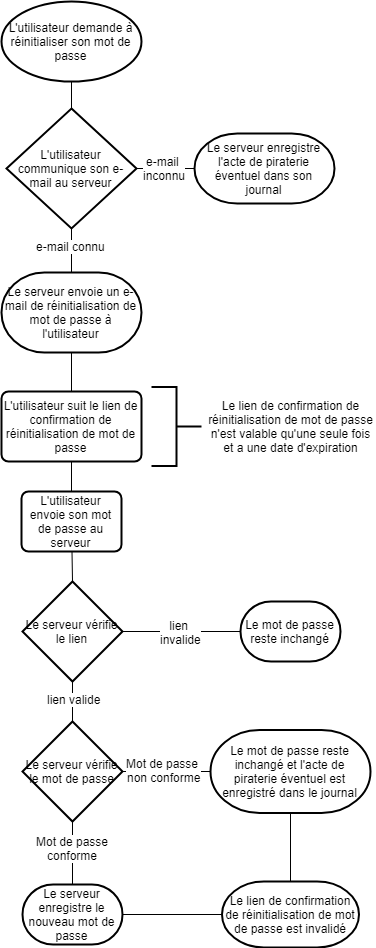 L'utilisateur demande à
réinitialiser son mot de
passe
L'utilisateur
communique son e-
mail au serveur
e-mail
inconnu
Le serveur enregistre
l'acte de piraterie
éventuel dans son
journal
e-mail connu
Le serveur envoie un e-
mail de réinitialisation de
mot de passe à
l'utilisateur
L'utilisateur suit le lien de
confirmation de
réinitialisation de mot de
passe
Le lien de confirmation de
réinitialisation de mot de passe
n'est valable qu'une seule fois
et a une date d'expiration
L'utilisateur
envoie son mot
de passe au
serveur
Le serveur vérifie
le lien
lien
invalide
Le mot de passe
reste inchangé
lien valide
Le serveur vérifie
le mot de passe
Mot de passe
non conforme
Le mot de passe reste
inchangé et l'acte de
piraterie éventuel est
enregistré dans le journal
Mot de passe
conforme
Le serveur
enregistre le
nouveau mot de
passe
Le lien de confirmation
de réinitialisation de mot
de passe est invalidé